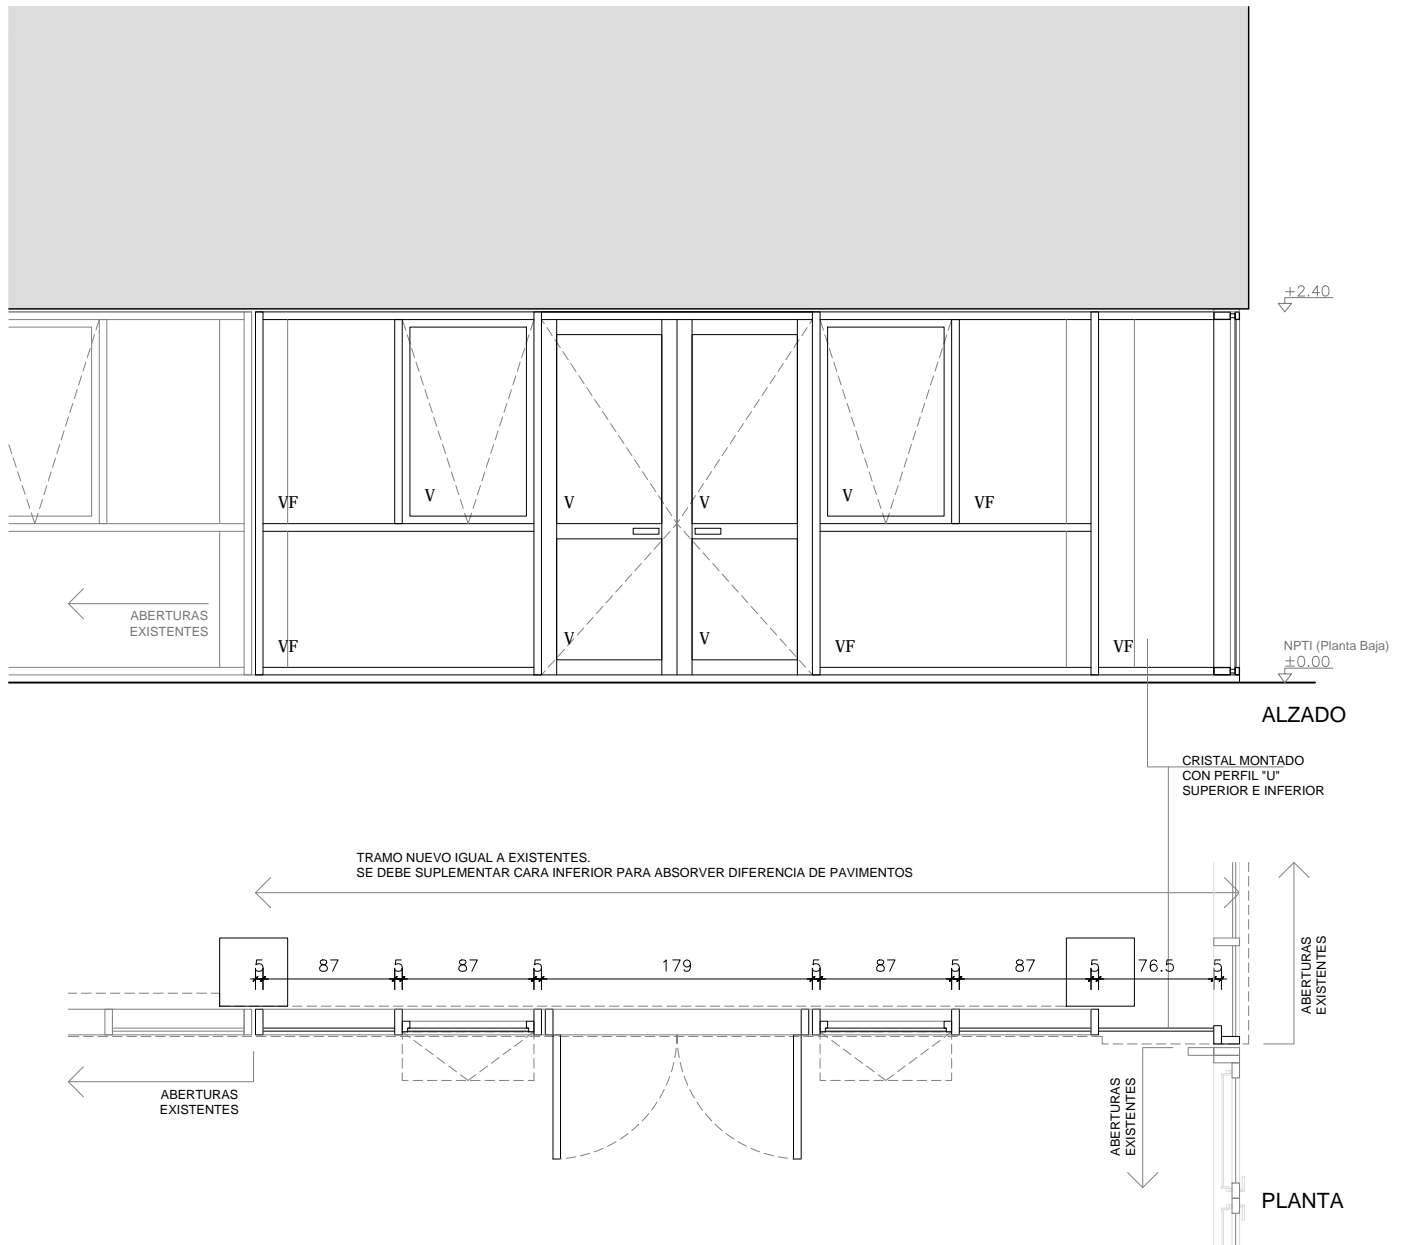 +2.40
VF
V
V
V
V
VF
ABERTURAS
EXISTENTES
VF
V
V
VF
VF
NPTI (Planta Baja)
±0.00
ALZADO
CRISTAL MONTADO
CON PERFIL "U"
SUPERIOR E INFERIOR
TRAMO NUEVO IGUAL A EXISTENTES.
SE DEBE SUPLEMENTAR CARA INFERIOR PARA ABSORVER DIFERENCIA DE PAVIMENTOS
5 87 5 87 5 179 5 87 5 87 5 76.5 5
ABERTURAS
EXISTENTES
ABERTURAS
EXISTENTES
ABERTURAS
EXISTENTES
PLANTA